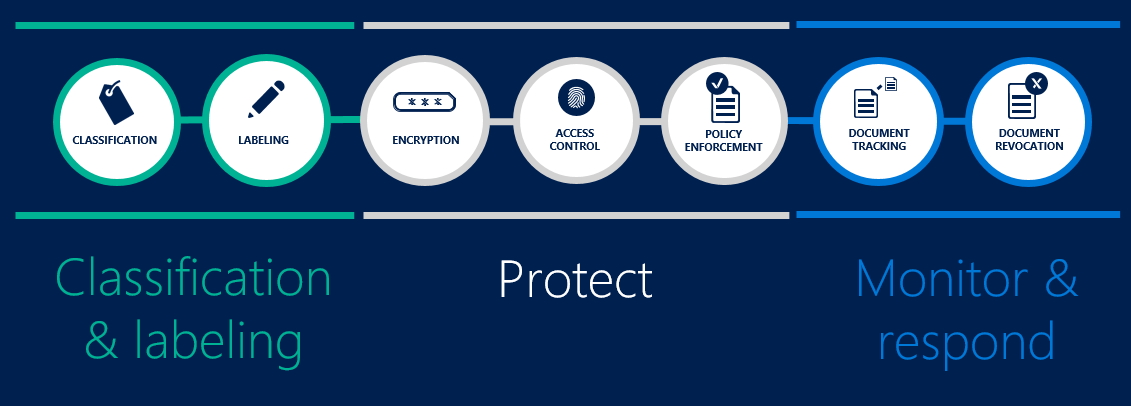 CLASSIFICATION
LABELING
ENCRYPTION
ACCESS
CONTROL
POLICY
ENFORCEMENT
DOCUMENT
TRACKING
DOCUMENT
REVOCATION
Classification
& labeling
Protect
Monitor &
respond